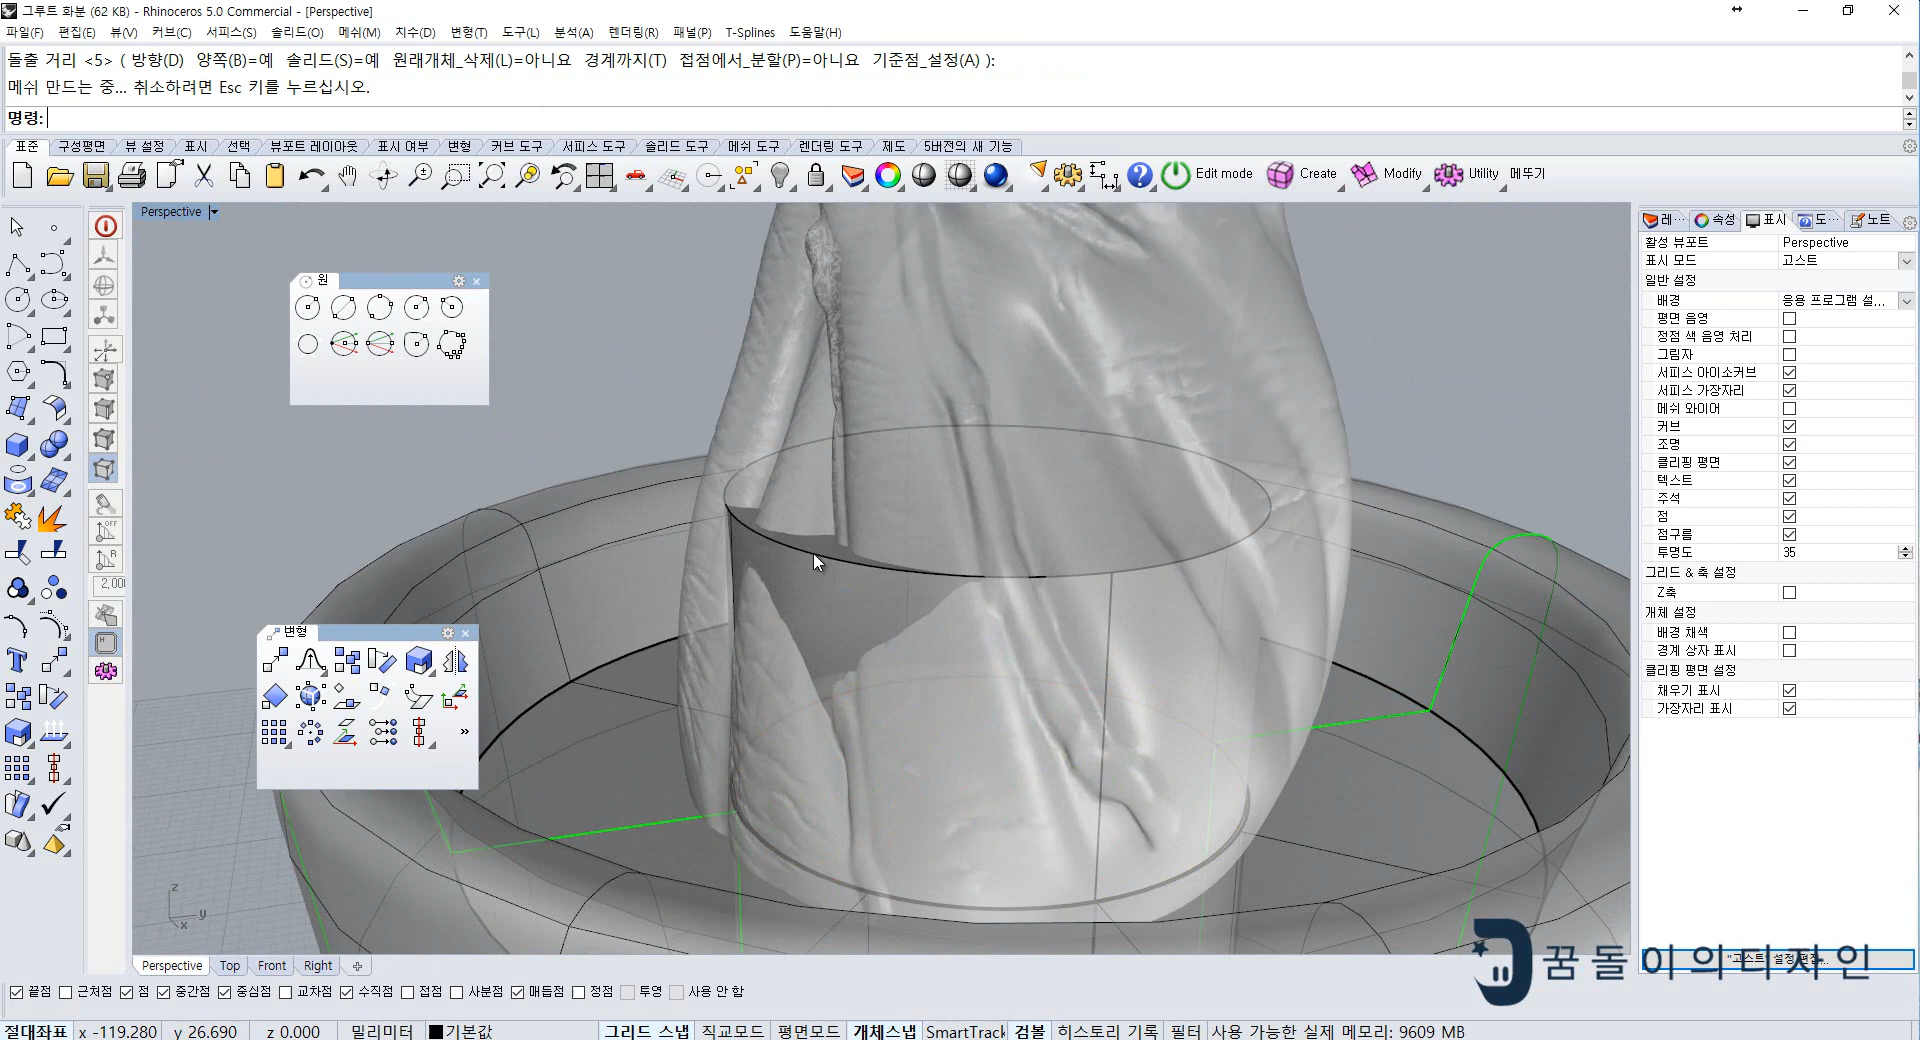 그루트 화분 (62 KB) - Rhinoceros 5.0 Commercial - [Perspective]
파일(F) 편집(E) 뷰(V) 커브(C) 서피스(S) 솔리드(O) 메쉬(M) 치수(D) 변형(T) 도구(L) 분석(A) 렌더링(R) 패널(P) T-Splines 도움말(H)
돌출 거리 <5> ( 방향(D) 양쪽(B)=예 솔리드(S)=예 원래개체_삭제(L)=아니요 경계까지(T) 접점에서_분할(P)=아니요 기준점_설정(A) ):
메쉬 만드는 중... 취소하려면 Esc 키를 누르십시오.
명령:
표준 구성평면 뷰 설정 표시 선택 뷰포트 레이아웃 표시 여부 변형 커브 도구 서피스 도구 솔리드 도구 메쉬 도구 렌더링 도구 제도 5버전의 새 기능
Edit mode Create Modify Utility 메뚜기
Perspective
원
변형
OFF
R
2,00
H
z
y
x
레… 속성 표시 도… 노트
활성 뷰포트 Perspective
표시 모드 고스트
일반 설정
배경 응용 프로그램 설...
평면 음영
정점 색 음영 처리
그림자
서피스 아이소커브
서피스 가장자리
메쉬 와이어
커브
조명
클리핑 평면
텍스트
주석
점
점구름
투명도 35
그리드 & 축 설정
Z축
개체 설정
배경 채색
경계 상자 표시
클리핑 평면 설정
채우기 표시
가장자리 표시
"고스트" 설정 편집...
꿈돌이의디자인
Perspective Top Front Right
끝점 근처점 점 중간점 중심점 교차점 수직점 접점 사분점 매듭점 정점 투영 사용 안 함
절대좌표 x -119.280 y 26.690 z 0.000 밀리미터 기본값 그리드 스냅 직교모드 평면모드 개체스냅 SmartTrack 검볼 히스토리 기록 필터 사용 가능한 실제 메모리: 9609 MB